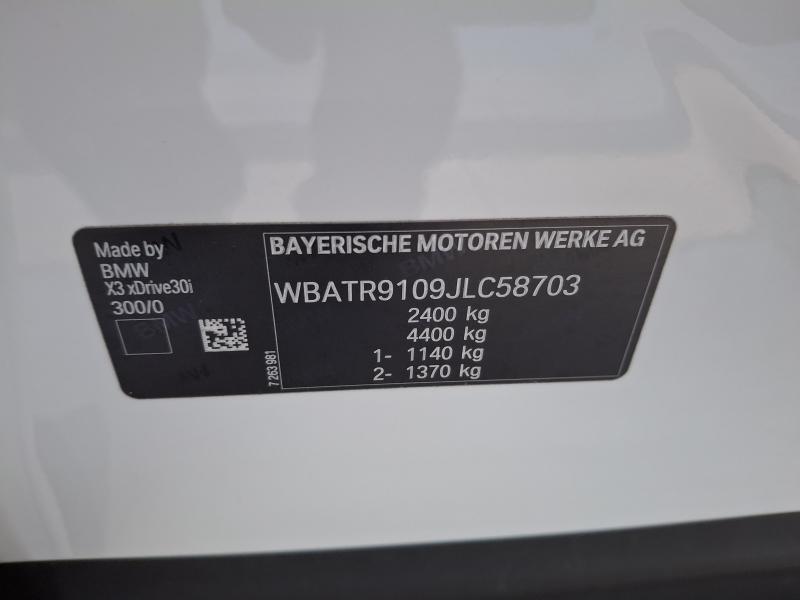 Made by
BMW
X3 xDrive30i
300/0
7 263 981
BAYERISCHE MOTOREN WERKE AG
WBATR9109JLC58703
2400 kg
4400 kg
1- 1140 kg
2- 1370 kg